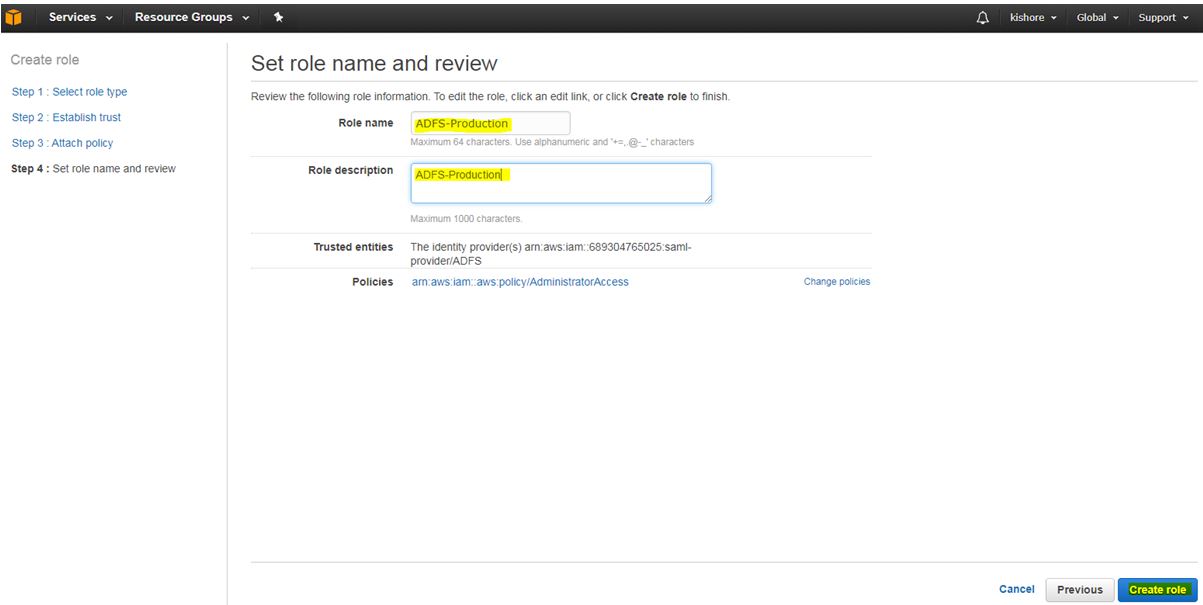 Services Resource Groups kishore Global Support
Create role
Step 1 : Select role type
Step 2 : Establish trust
Step 3 : Attach policy
Step 4 : Set role name and review
Set role name and review
Review the following role information. To edit the role, click an edit link, or click Create role to finish.
Role name ADFS-Production
Maximum 64 characters. Use alphanumeric and '+=,.@-_' characters
Role description ADFS-Production
Maximum 1000 characters.
Trusted entities The identity provider(s) arn:aws:iam::689304765025:saml-
provider/ADFS
Policies arn:aws:iam::aws:policy/AdministratorAccess Change policies
Cancel Previous Create role